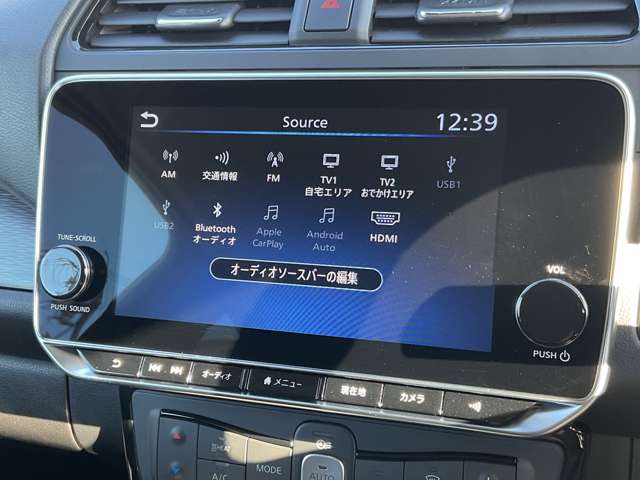 Source
12:39
AM
交通情報
FM
TV1
自宅エリア
TV2
おでかけエリア
USB1
USB2
Bluetooth
オーディオ
Apple
CarPlay
Android
Auto
HDMI
オーディオソースバーの編集
TUNE·SCROLL
PUSH SOUND
VOL
PUSH
オーディオ
メニュー
現在地
カメラ
HEAT
A/C
MODE
AUTO